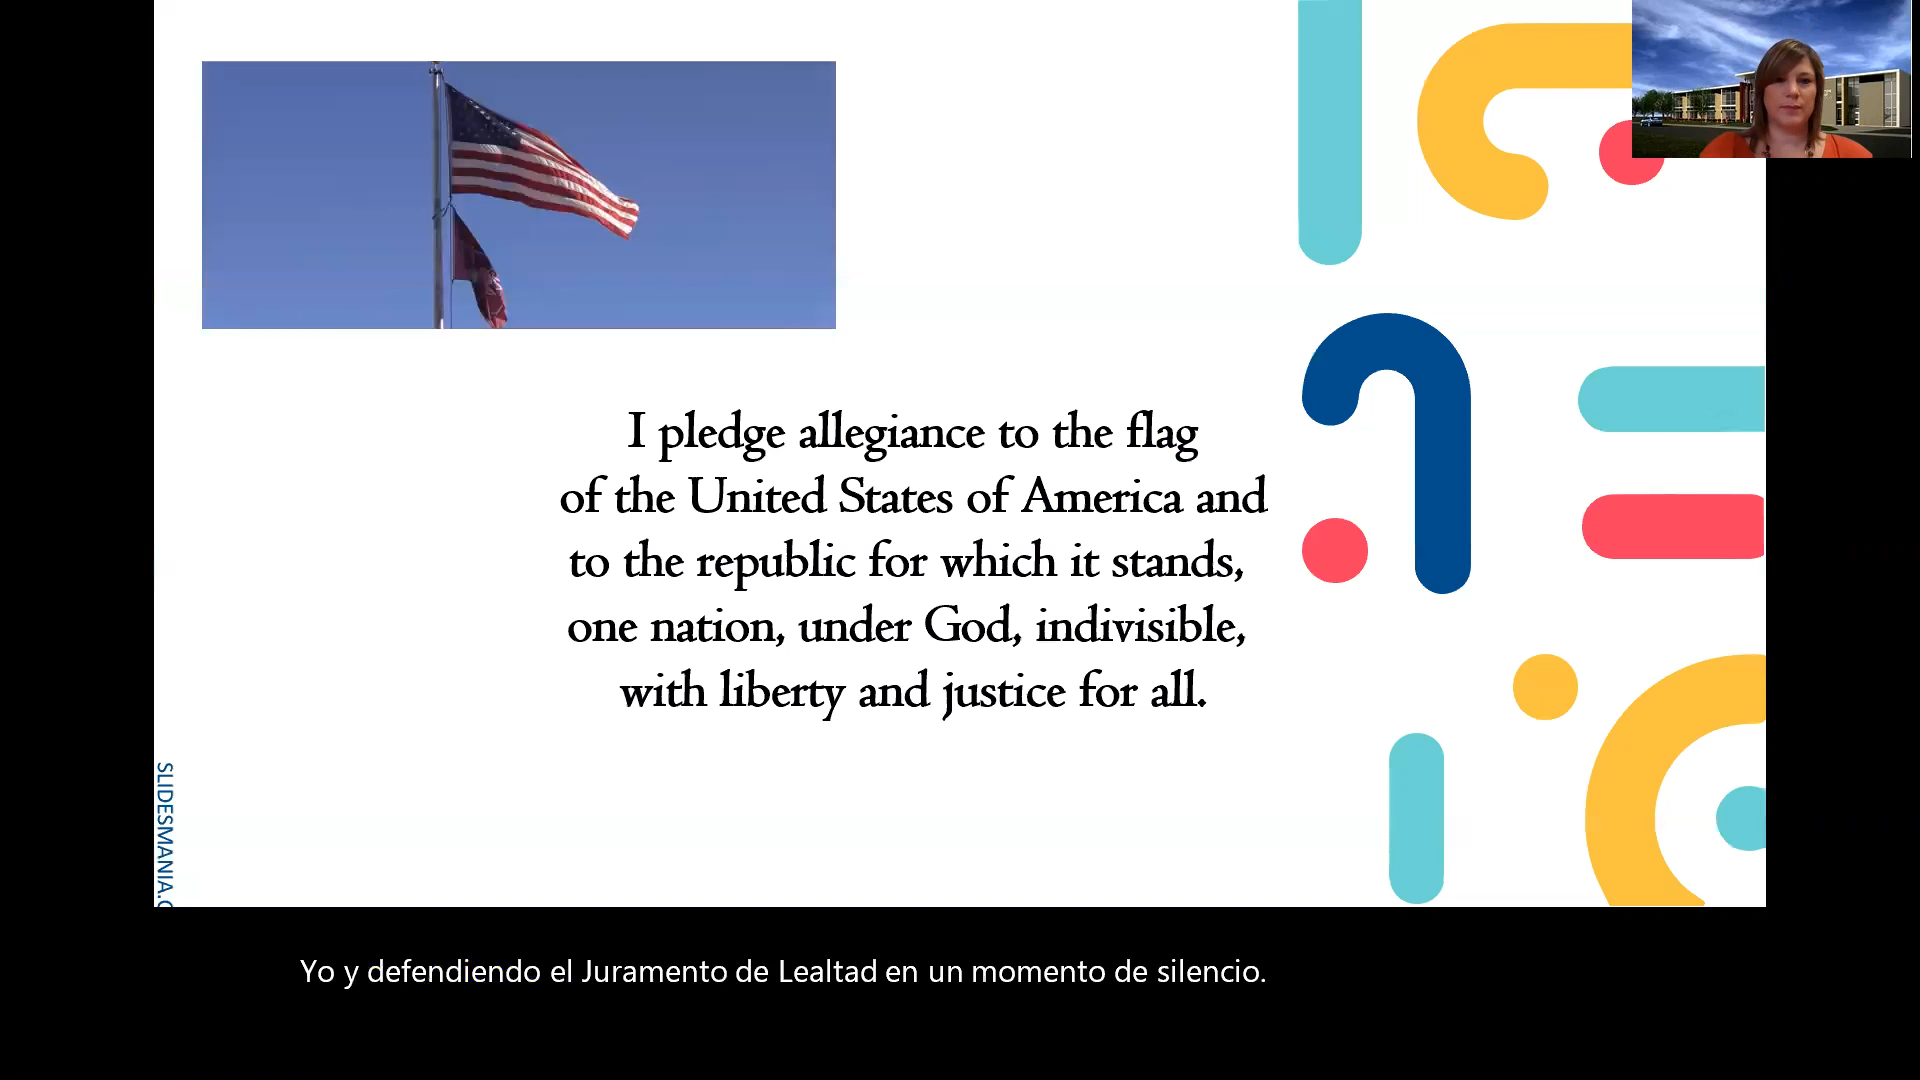 I pledge allegiance to the flag
of the United States of America and
to the republic for which it stands,
one nation, under God, indivisible,
with liberty and justice for all.
SLIDESMANIA.C
Yo y defendiendo el Juramento de Lealtad en un momento de silencio.